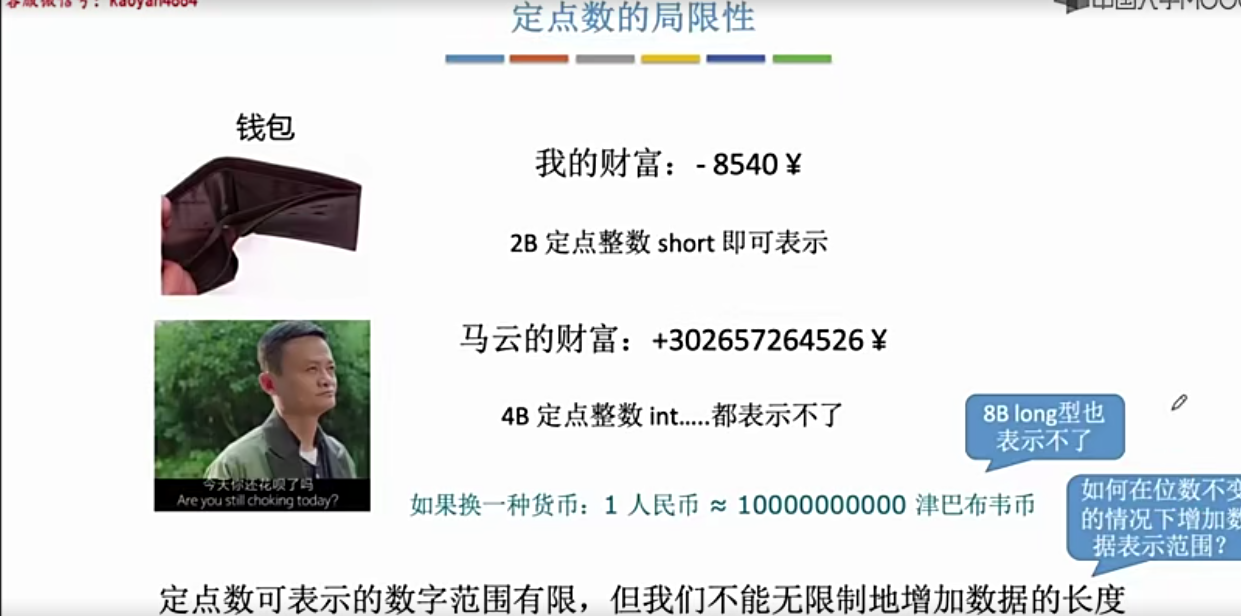 客服微信号：kaoyan4884
中国大学MOOC
定点数的局限性
钱包
我的财富：- 8540 ¥
2B 定点整数 short 即可表示
马云的财富：+302657264526 ¥
4B 定点整数 int…..都表示不了
8B long型也
表示不了
今天你还花呗了吗
Are you still choking today?
如果换一种货币：1 人民币 ≈ 10000000000 津巴布韦币
如何在位数不变
的情况下增加数
据表示范围？
定点数可表示的数字范围有限，但我们不能无限制地增加数据的长度